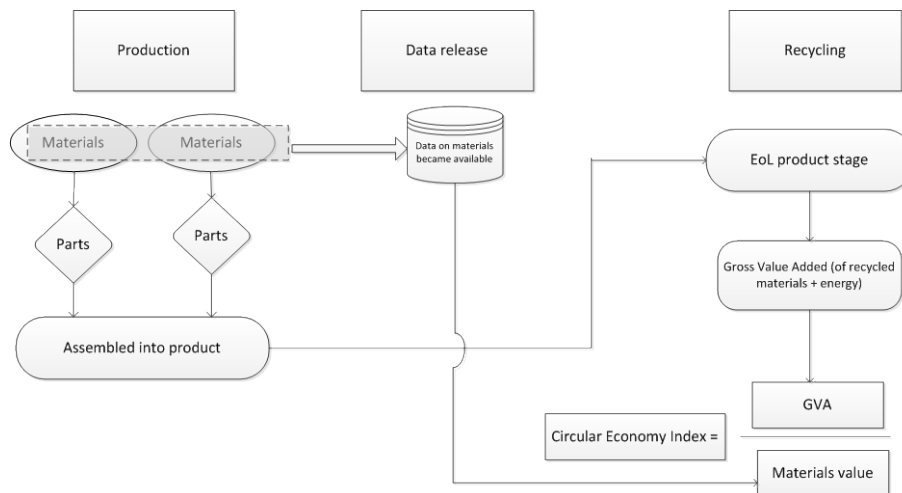 Production
Data release
Recycling
Materials
Materials
Data on materials
became available
EoL product stage
Parts
Parts
Gross Value Added (of recycled
materials + energy)
Assembled into product
GVA
Circular Economy Index =
Materials value